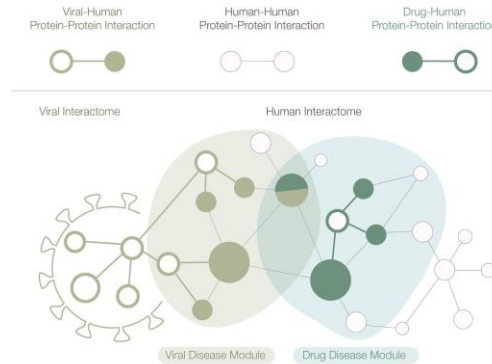 Viral-Human
Protein-Protein Interaction
Human-Human
Protein-Protein Interaction
Drug-Human
Protein-Protein Interaction
Viral Interactome
Human Interactome
Viral Disease Module
Drug Disease Module